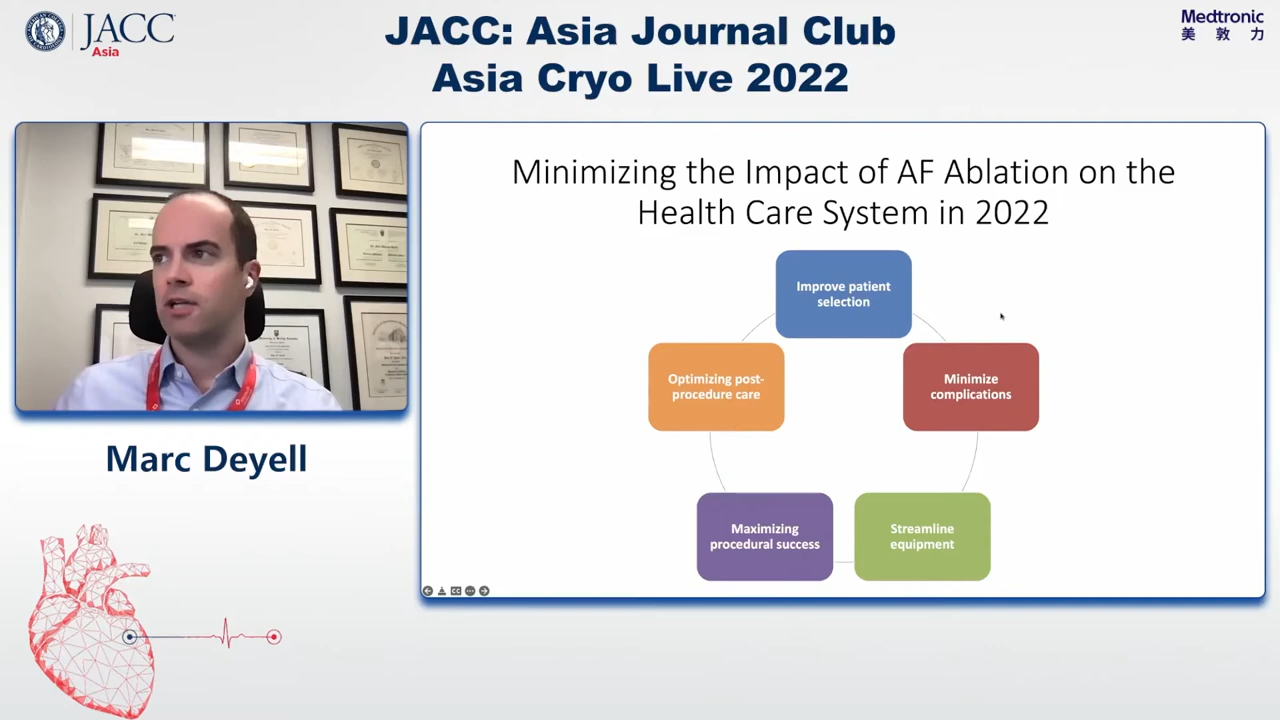 JACC
Asia
JACC: Asia Journal Club
Asia Cryo Live 2022
Medtronic
美敦力
Minimizing the Impact of AF Ablation on the
Health Care System in 2022
Improve patient
selection
Optimizing post-
procedure care
Minimize
complications
Maximizing
procedural success
Streamline
equipment
Marc Deyell